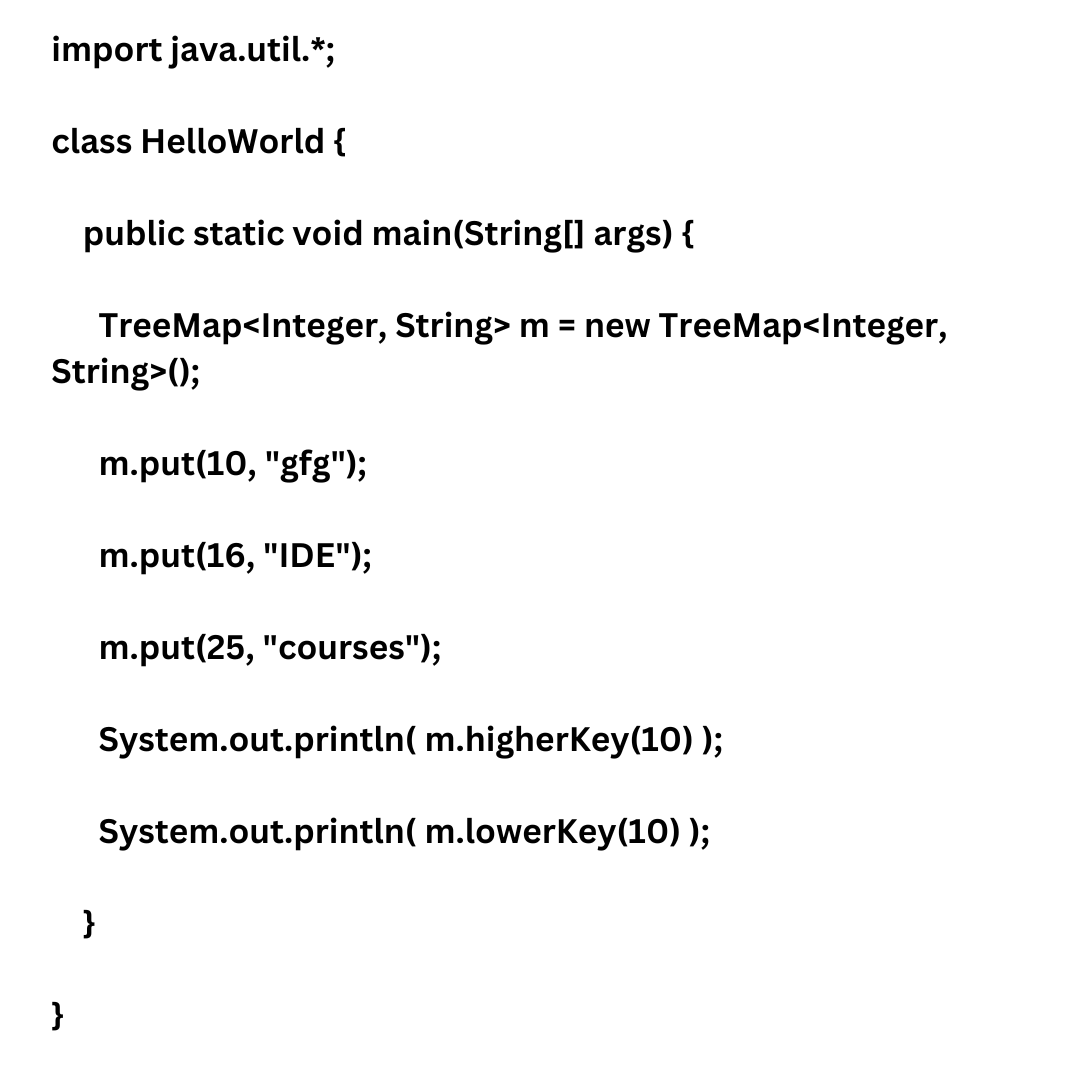 import java.util.*;
class HelloWorld {
public static void main(String[] args) {
TreeMap<Integer, String> m = new TreeMap<Integer,
String>();
m.put(10, "gfg");
m.put(16, "IDE");
m.put(25, "courses");
System.out.println( m.higherKey(10) );
System.out.println( m.lowerKey(10) );
}
}